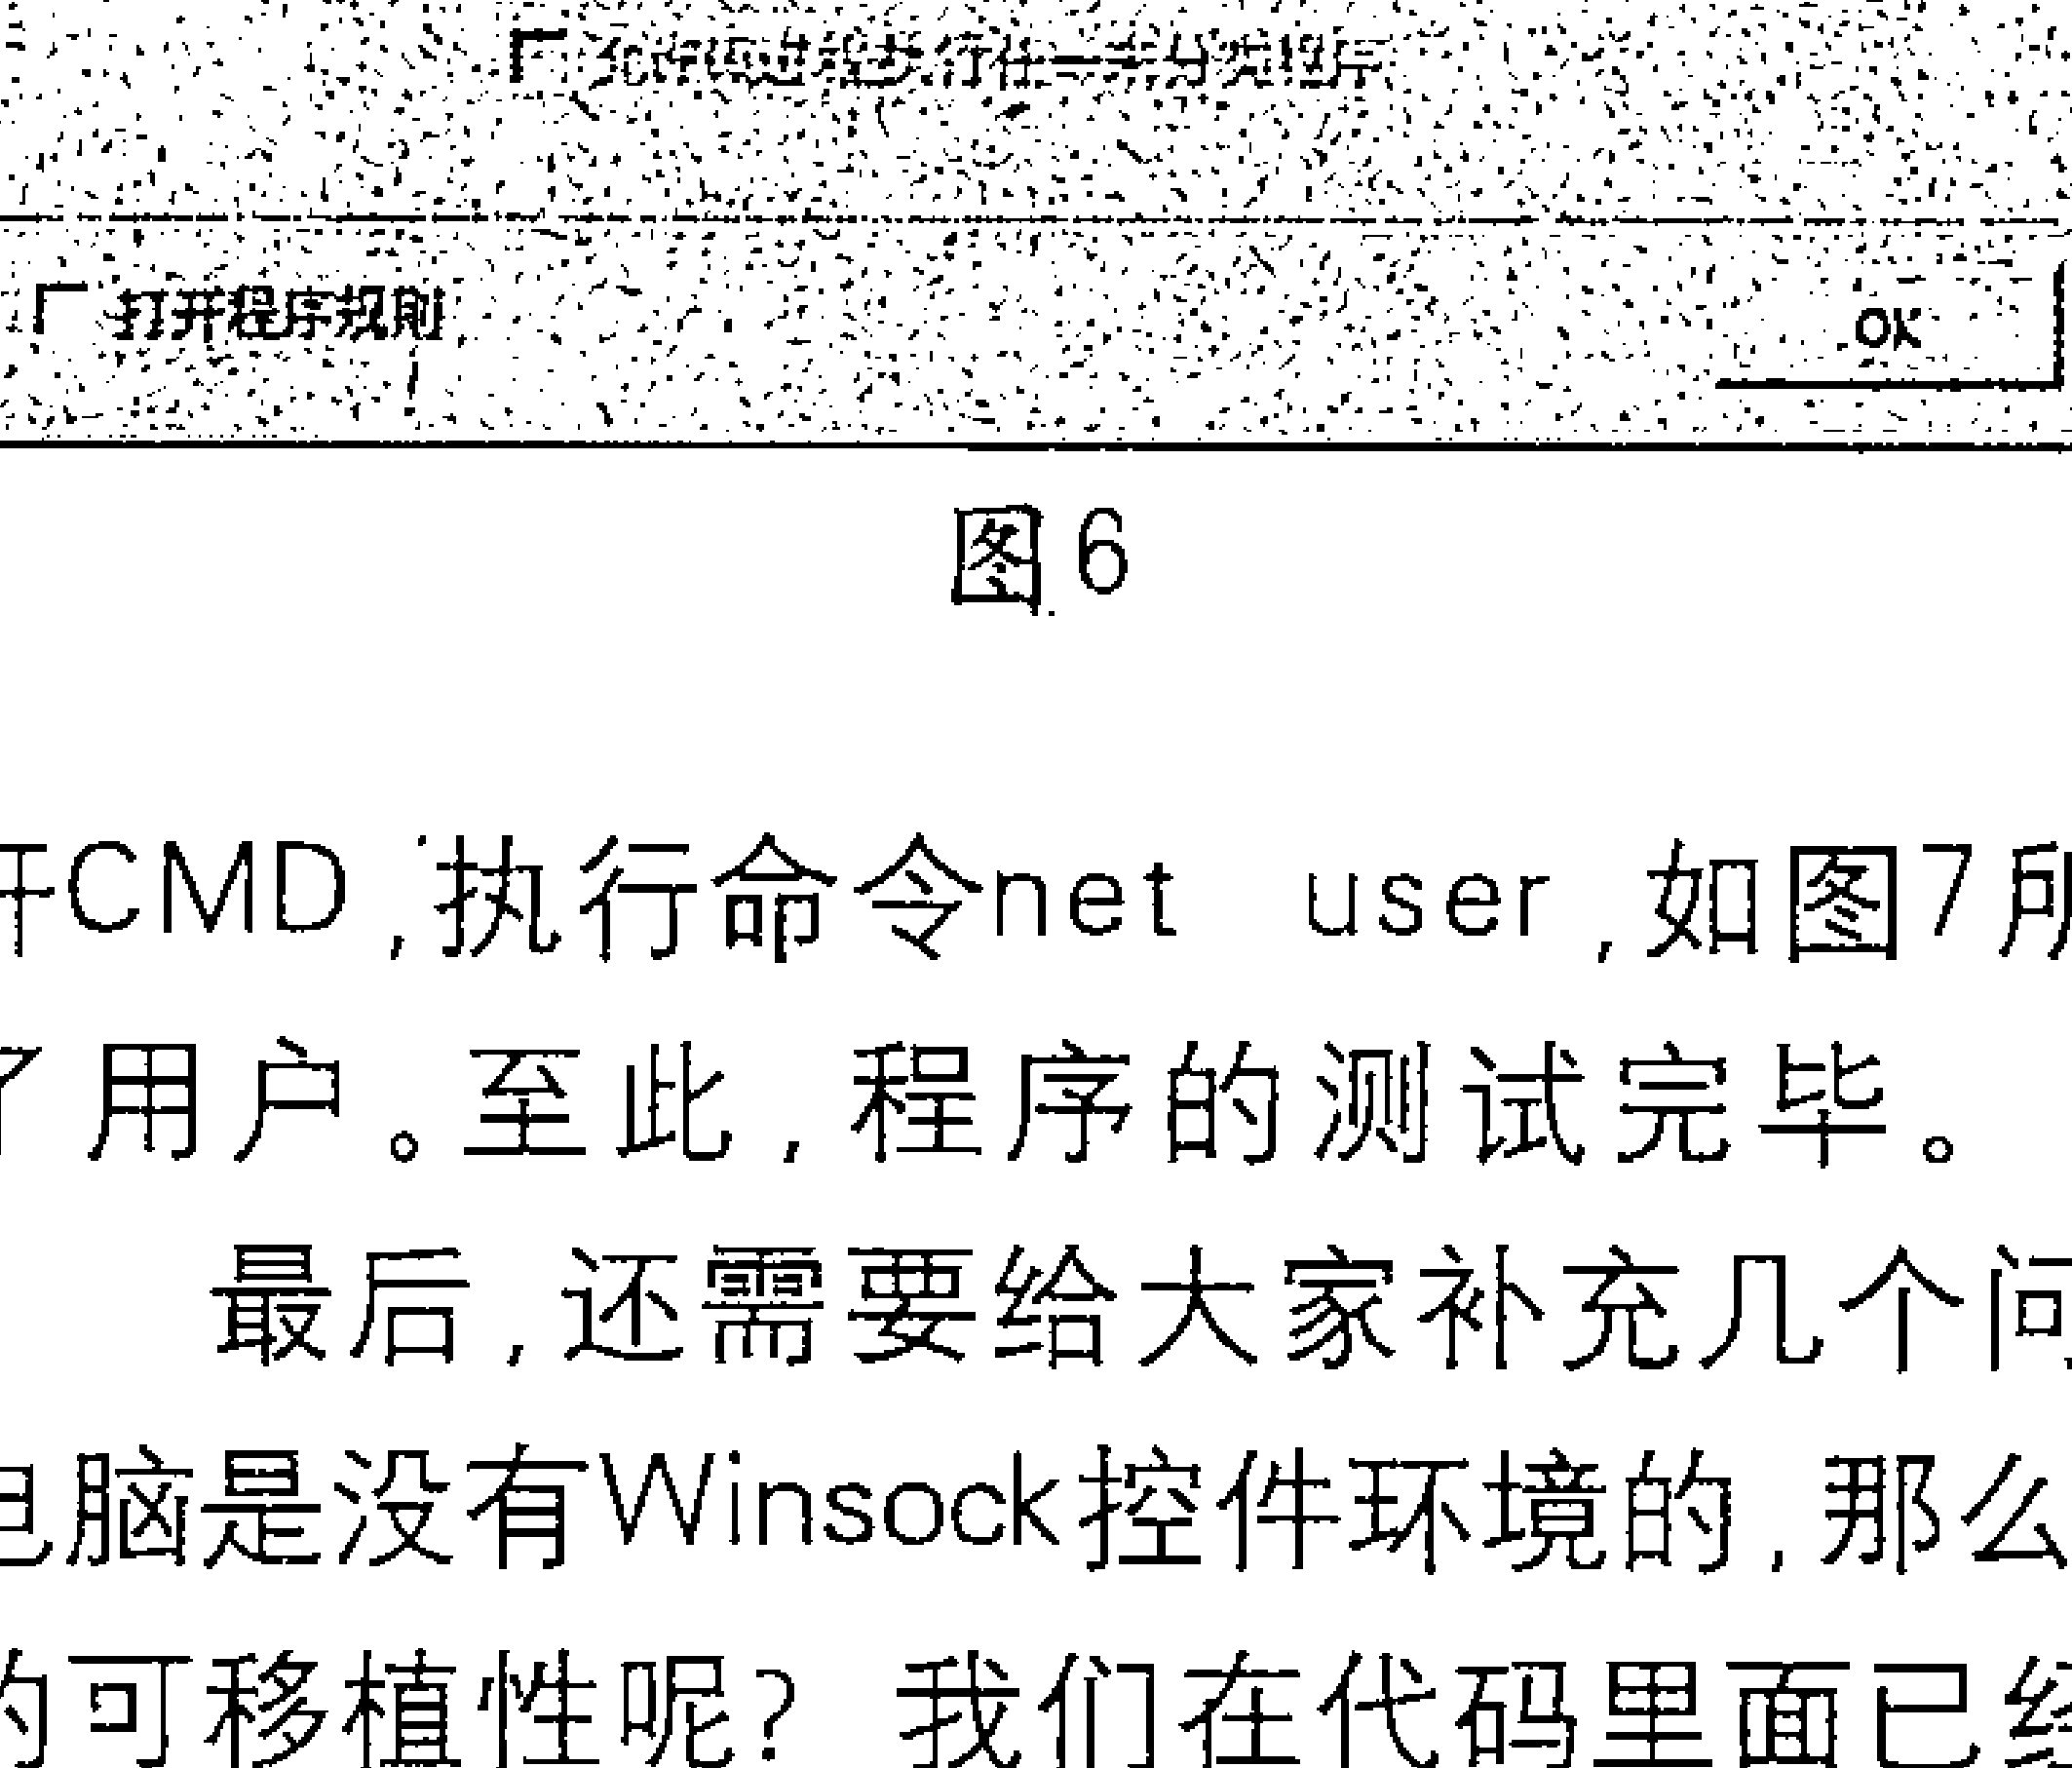 打开程序规则 OK
图6
开CMD,执行命令net user,如图7所
了用户。至此,程序的测试完毕。
最后,还需要给大家补充几个问
电脑是没有Winsock控件环境的,那么
的可移植性呢? 我们在代码里面已经